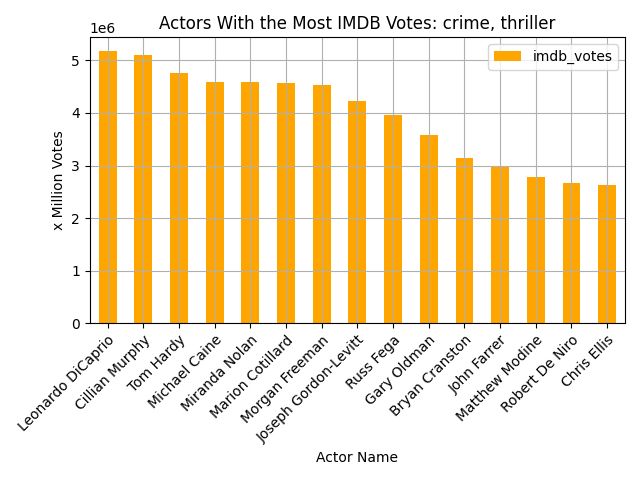 Actors With the Most IMDB Votes: crime, thriller
1e6
imdb_votes
5
4
3
2
1
0
x Million Votes
Leonardo DiCaprio
Cillian Murphy
Tom Hardy
Michael Caine
Miranda Nolan
Marion Cotillard
Morgan Freeman
Joseph Gordon-Levitt
Russ Fega
Gary Oldman
Bryan Cranston
John Farrer
Matthew Modine
Robert De Niro
Chris Ellis
Actor Name